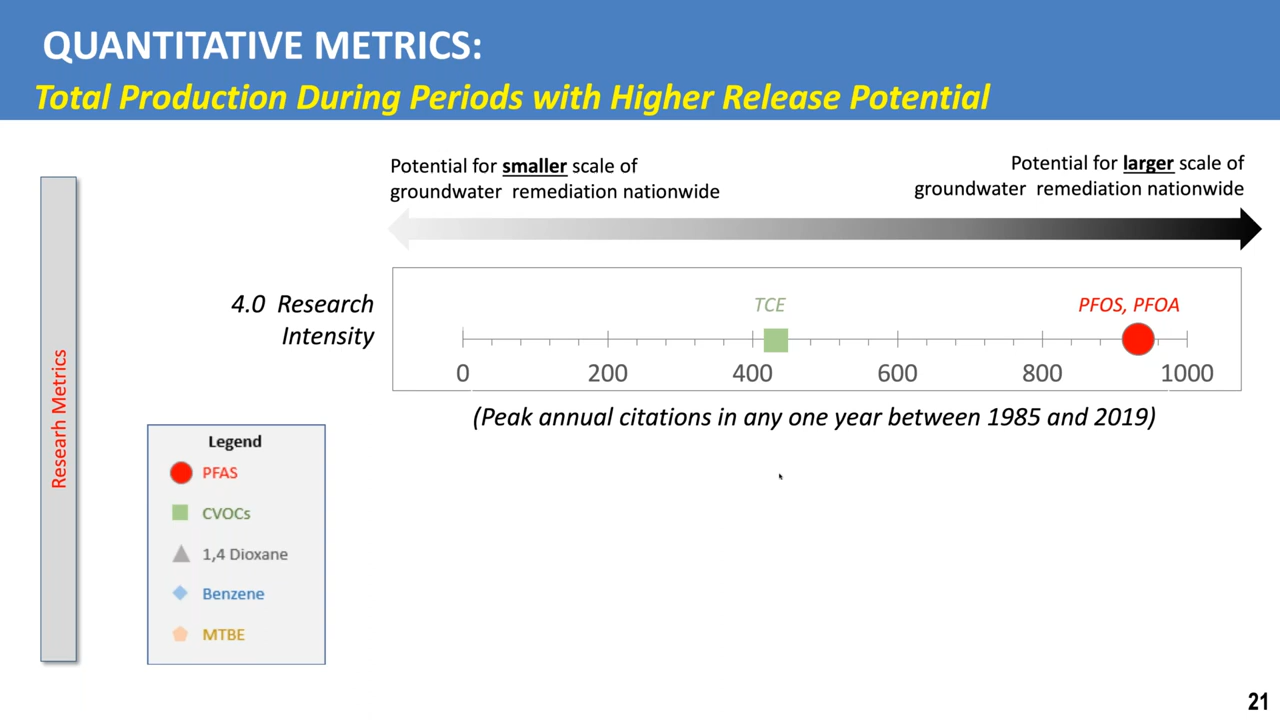 QUANTITATIVE METRICS:
Total Production During Periods with Higher Release Potential
Potential for smaller scale of
groundwater remediation nationwide
Potential for larger scale of
groundwater remediation nationwide
4.0 Research
Intensity
TCE
PFOS, PFOA
0 200 400 600 800 1000
(Peak annual citations in any one year between 1985 and 2019)
Researh Metrics
Legend
PFAS
CVOCs
1,4 Dioxane
Benzene
MTBE
21